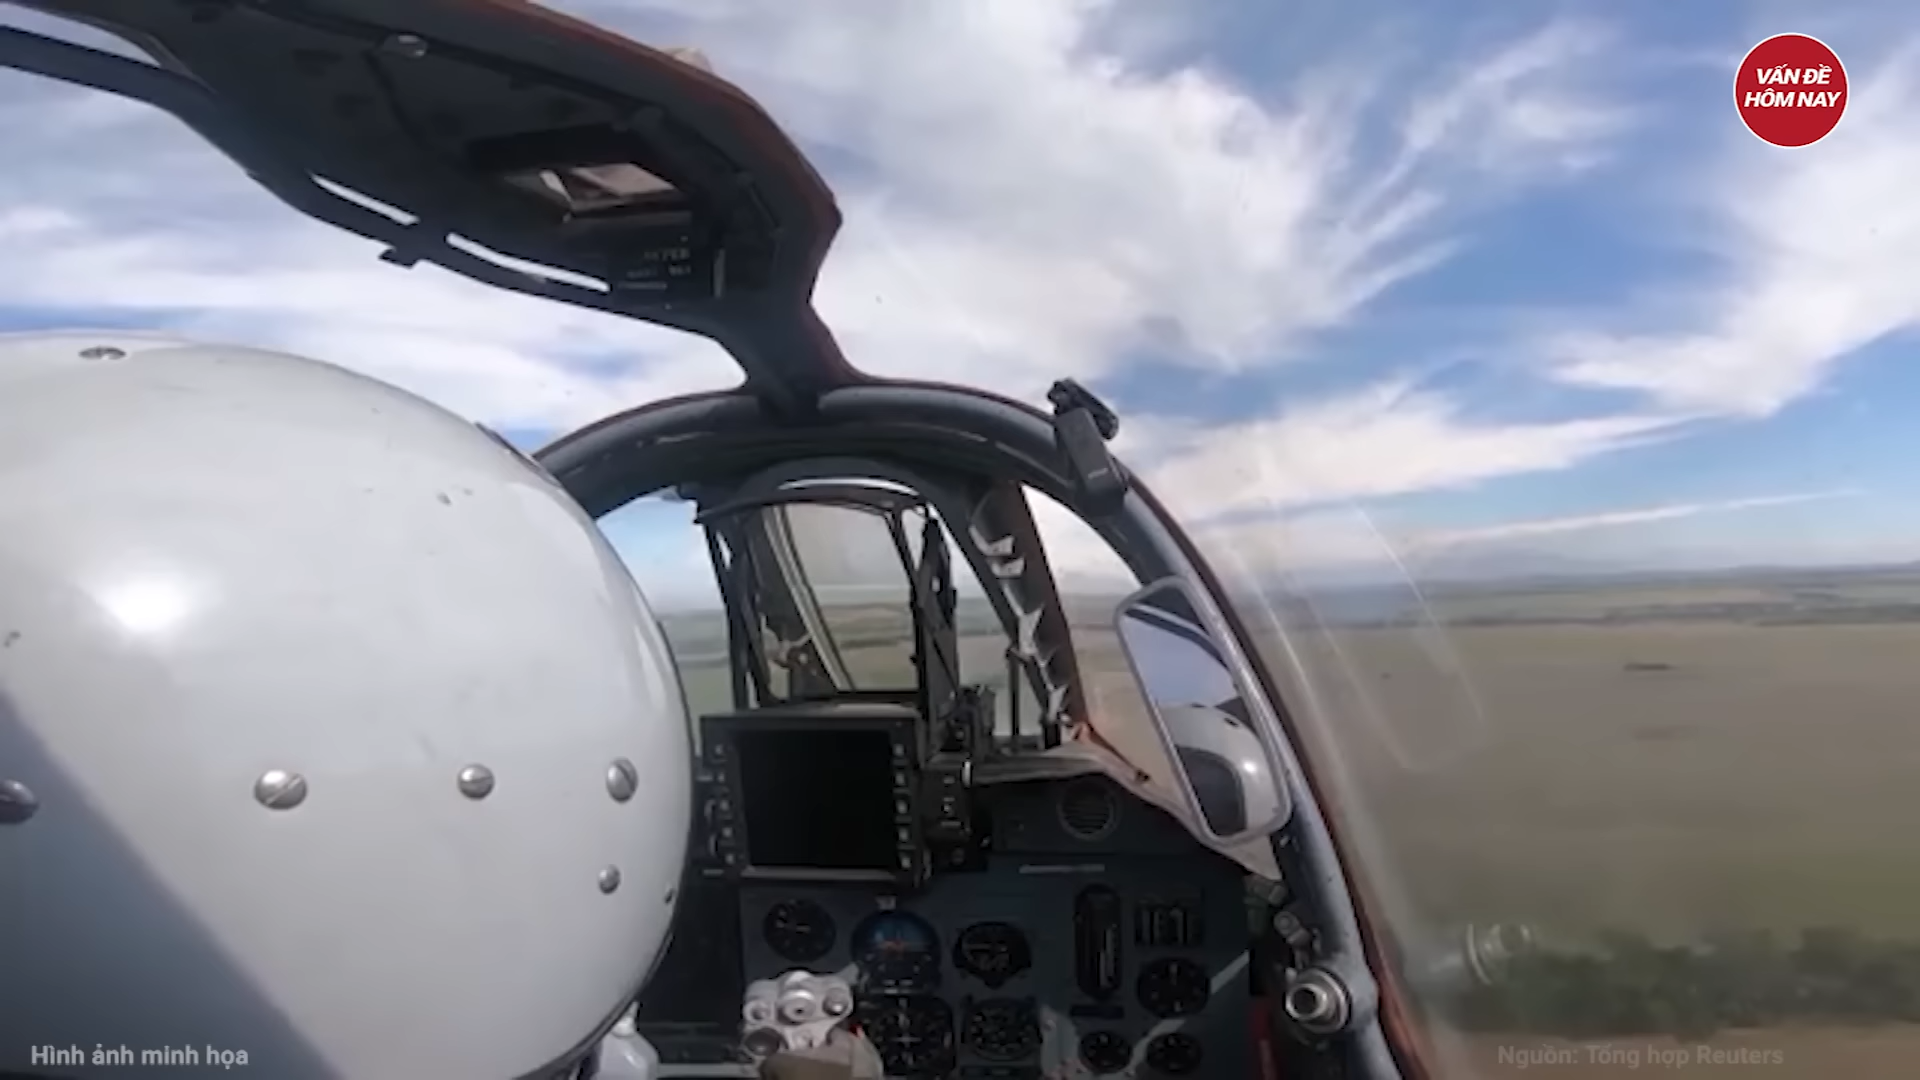 VẤN ĐỀ
HÔM NAY
Hình ảnh minh họa
Nguồn: Tổng hợp Reuters